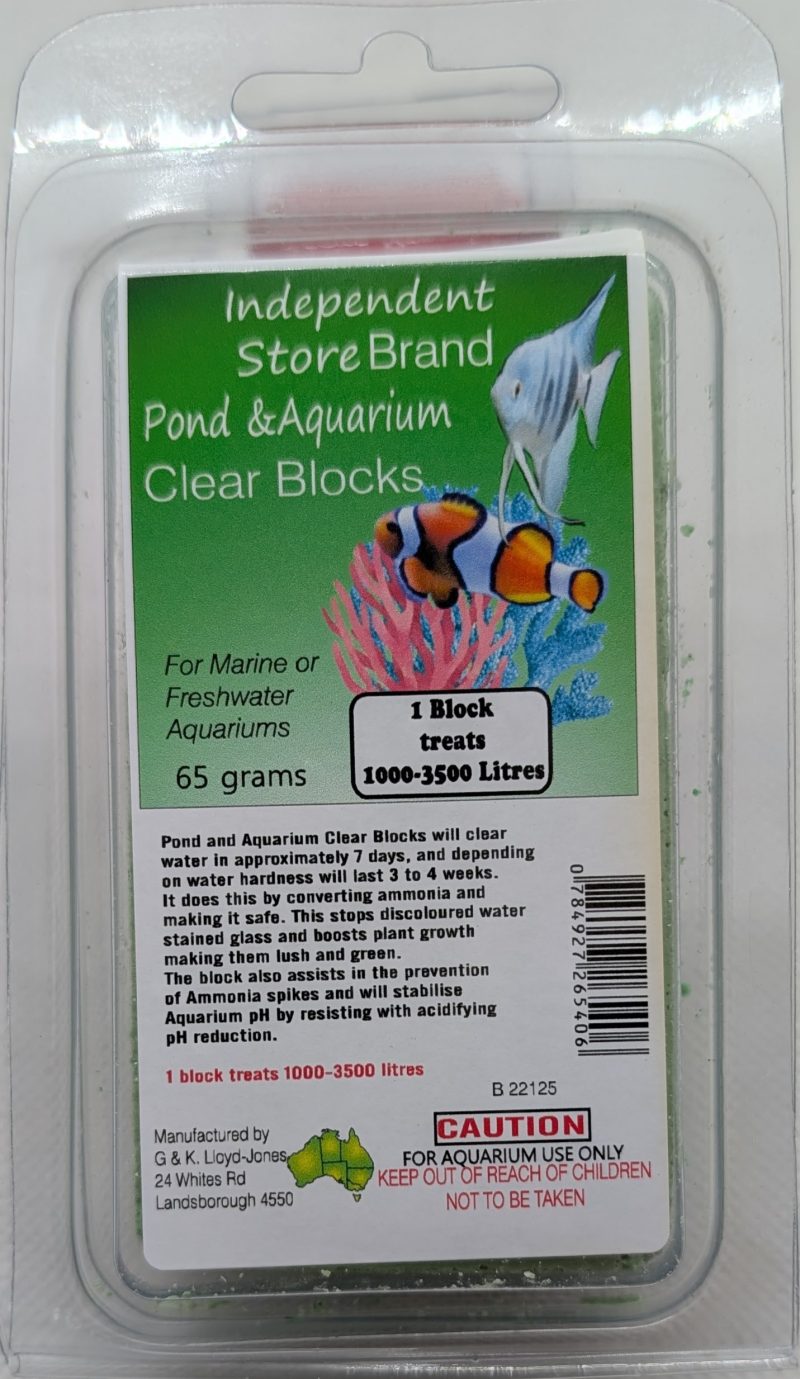 Independent
Store Brand
Pond & Aquarium
Clear Blocks
For Marine or
Freshwater
Aquariums
65 grams
1 Block
treats
1000-3500 Litres
Pond and Aquarium Clear Blocks will clear
water in approximately 7 days, and depending
on water hardness will last 3 to 4 weeks.
It does this by converting ammonia and
making it safe. This stops discoloured water
stained glass and boosts plant growth
making them lush and green.
The block also assists in the prevention
of Ammonia spikes and will stabilise
Aquarium pH by resisting with acidifying
pH reduction.
1 block treats 1000-3500 litres
0 784927 265406
B 22125
Manufactured by
G & K. Lloyd-Jones
24 Whites Rd
Landsborough 4550
CAUTION
FOR AQUARIUM USE ONLY
KEEP OUT OF REACH OF CHILDREN
NOT TO BE TAKEN